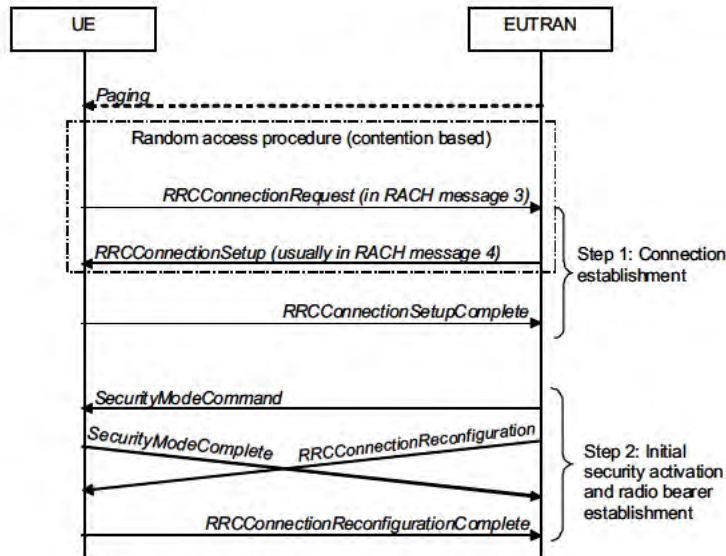 UE
EUTRAN
Paging
Random access procedure (contention based)
RRCConnectionRequest (in RACH message 3)
RRCConnectionSetup (usually in RACH message 4)
Step 1: Connection
establishment
RRCConnectionSetupComplete
SecurityModeCommand
SecurityModeComplete
RRCConnectionReconfiguration
Step 2: Initial
security activation
and radio bearer
establishment
RRCConnectionReconfigurationComplete